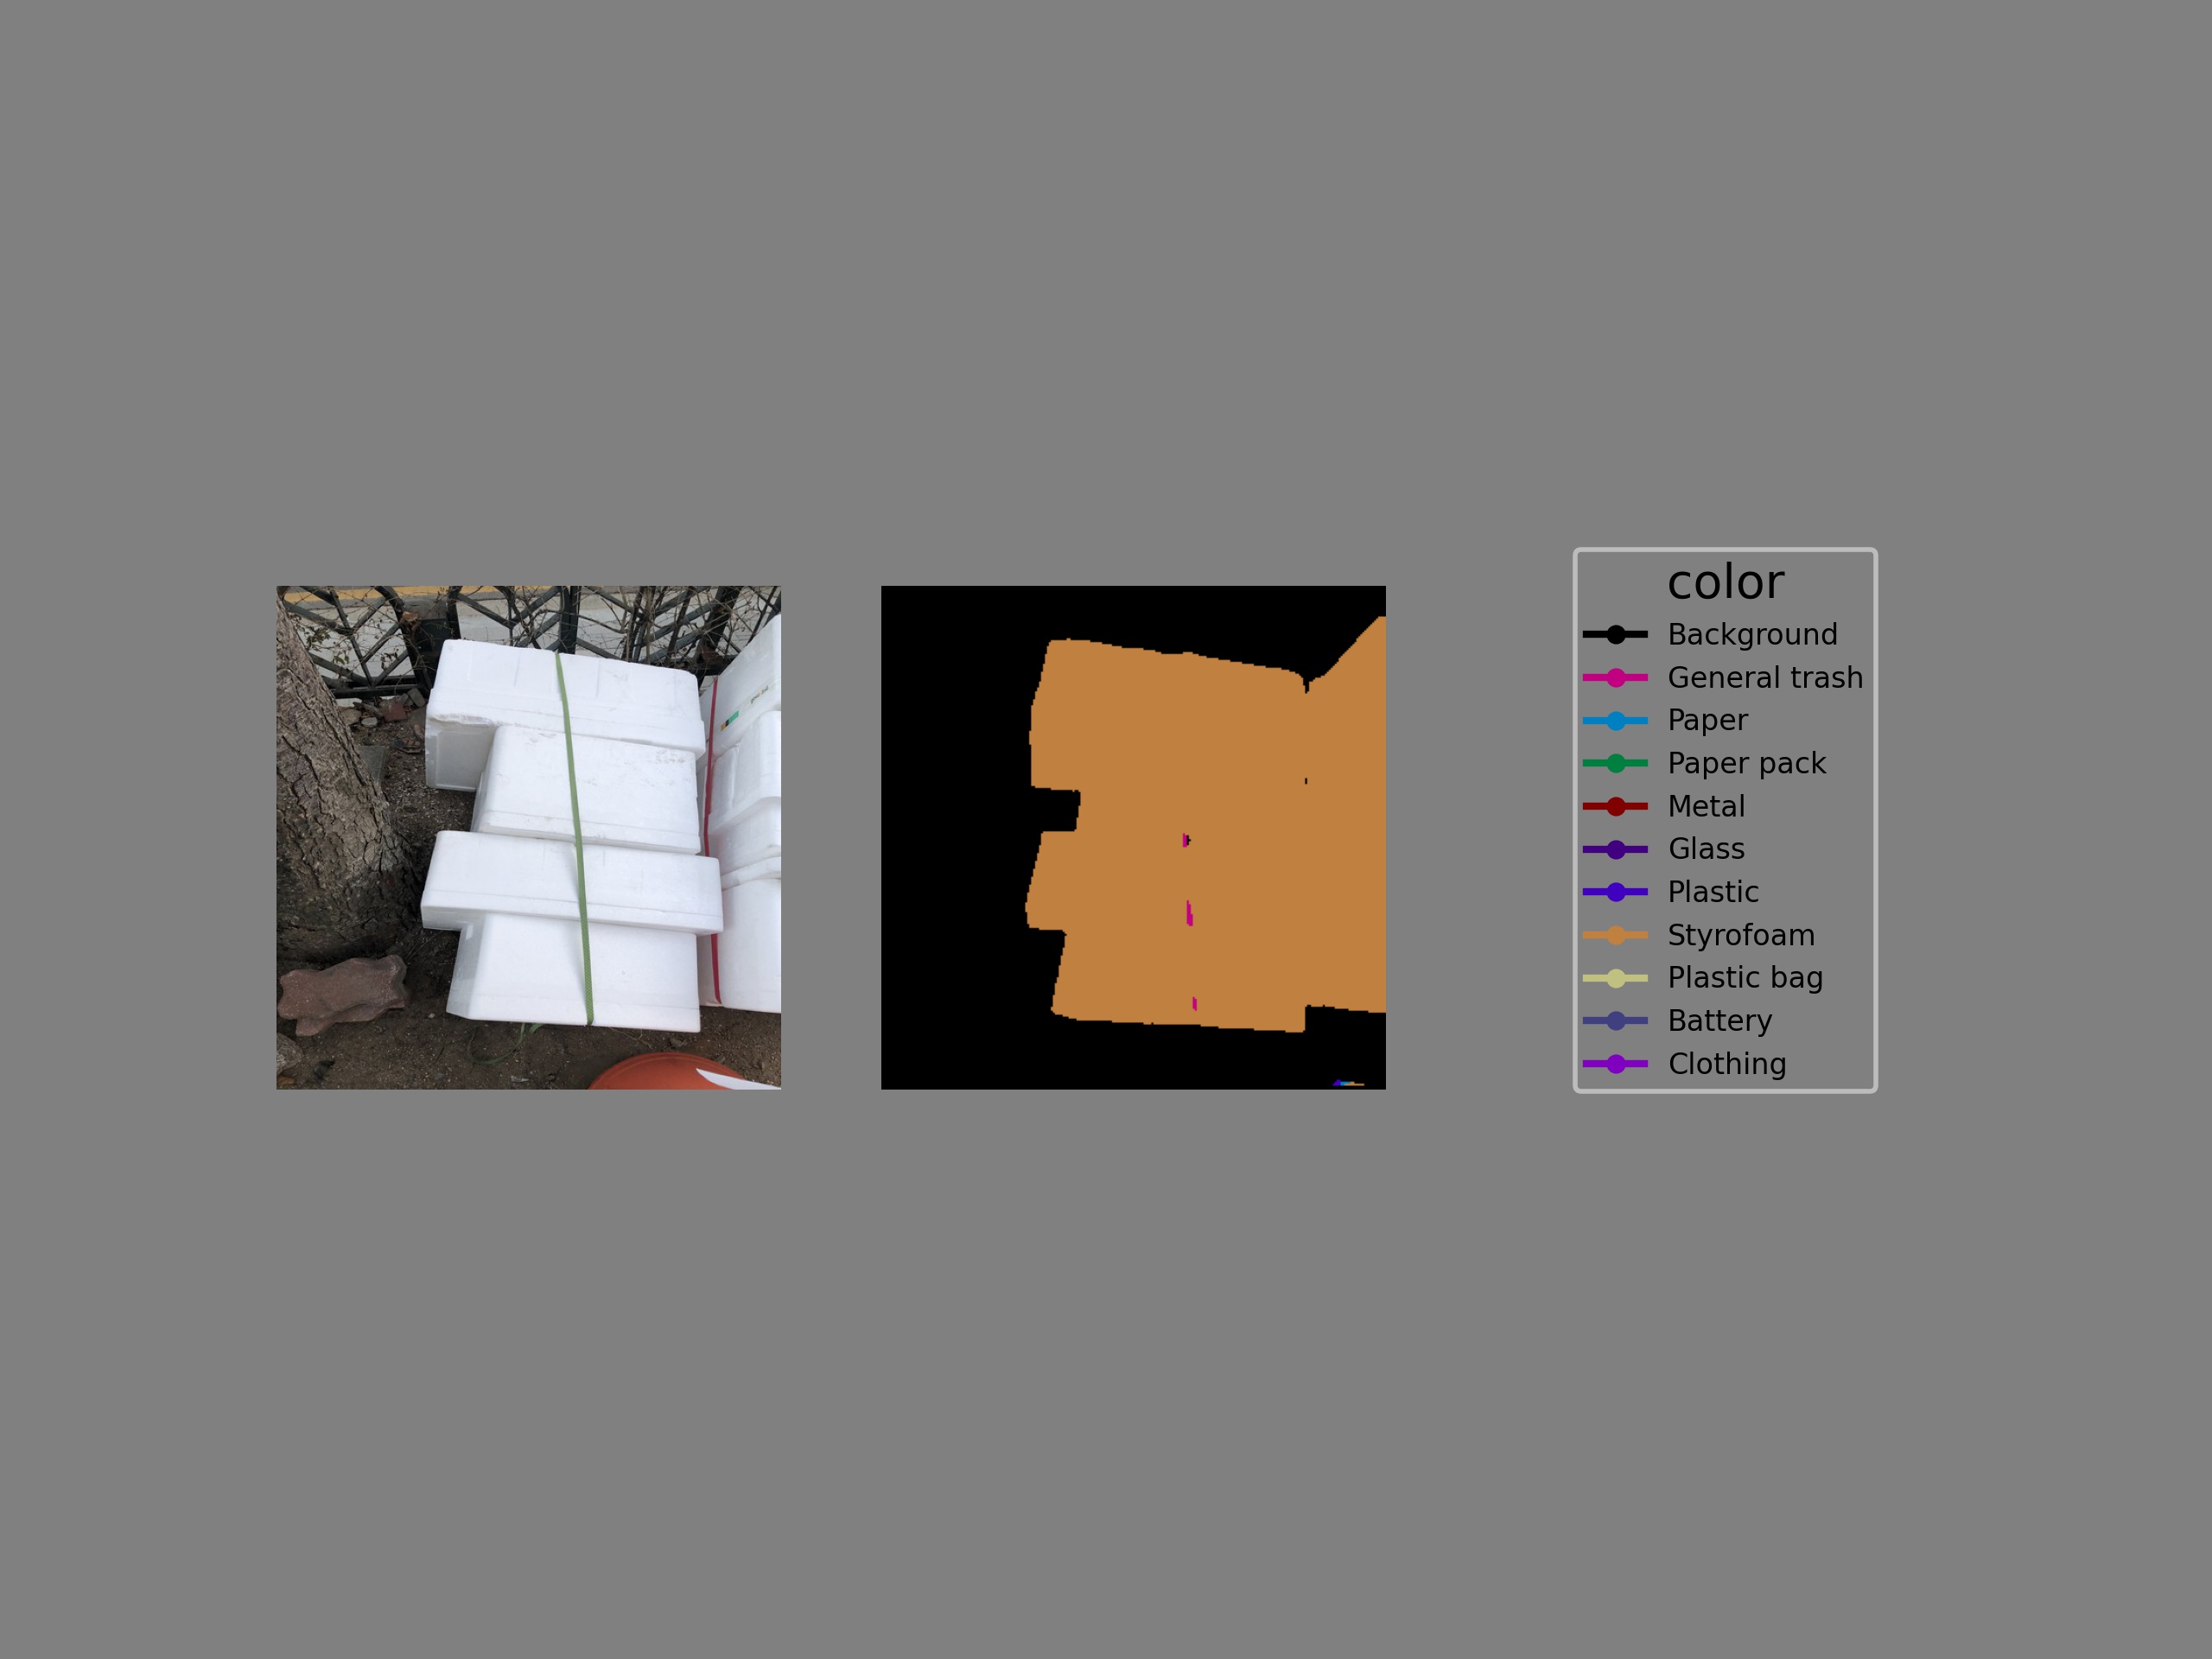 color
Background
General trash
Paper
Paper pack
Metal
Glass
Plastic
Styrofoam
Plastic bag
Battery
Clothing